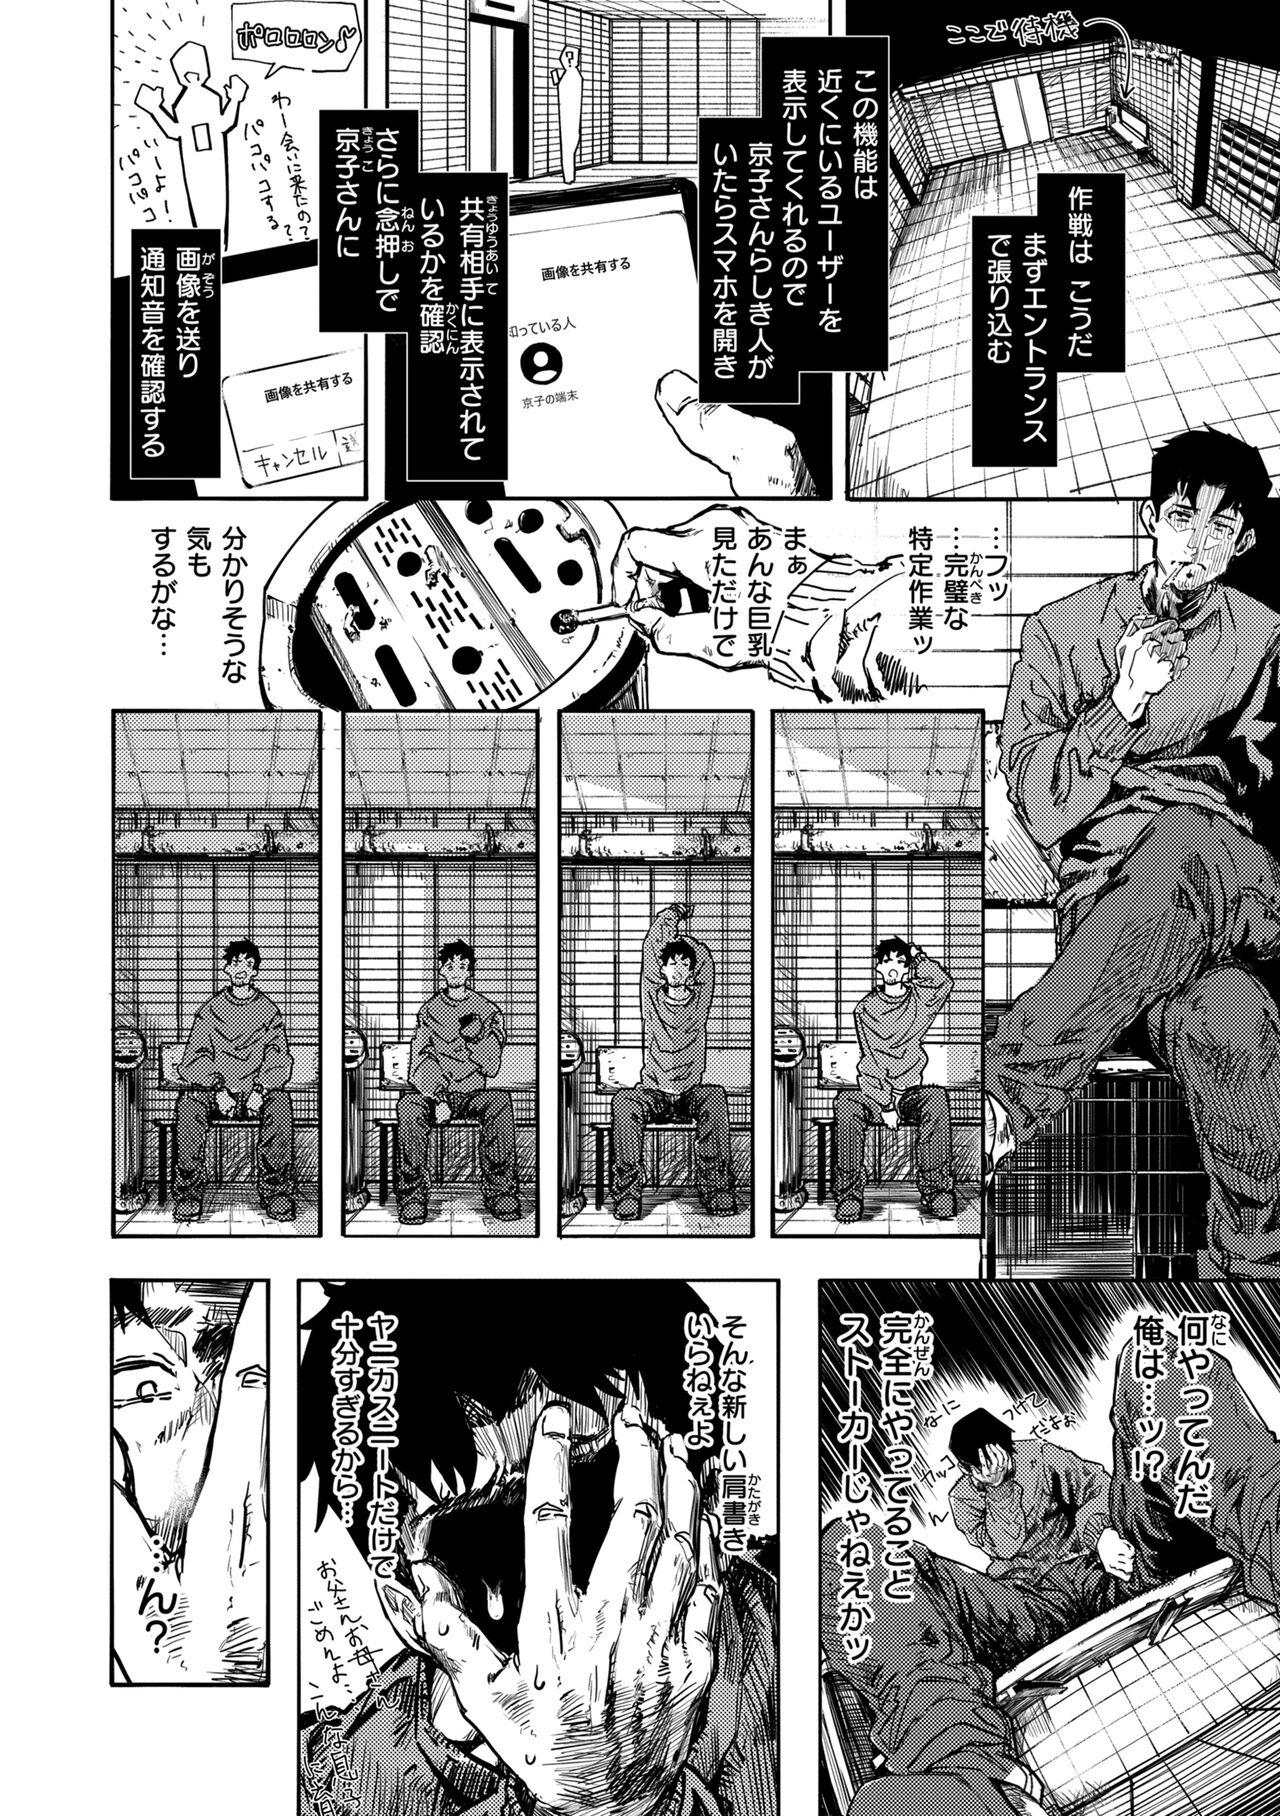 ここで待機
作戦は こうだ
まずエントランス
で張り込む
この機能は
近くにいるユーザーを
表示してくれるので
京子さんらしき人が
いたらスマホを開き
画像を共有する
知っている人
京子の端末
共有相手に表示されて
いるかを確認
さらに念押しで
京子さんに
ポロロロン♪
わー会いに来たの?
パコパコする?
いーよー!
パコパコ
画像を共有する
キャンセル
画像を送り
通知音を確認する
…フッ
…完璧な
特定作業ッ
まぁ
あんな巨乳
見ただけで
分かりそうな
気も
するがな…
何やってんだ
俺は…ッ!?
つけて
だよぉ
なに
カッコ
完全にやってること
ストーカーじゃねえかッ
そんな新しい肩書き
いらねぇよ
ヤニカスニートだけで
十分すぎるから…
お父さんお母さん
ごめんよ…
こんな息子
…ん?